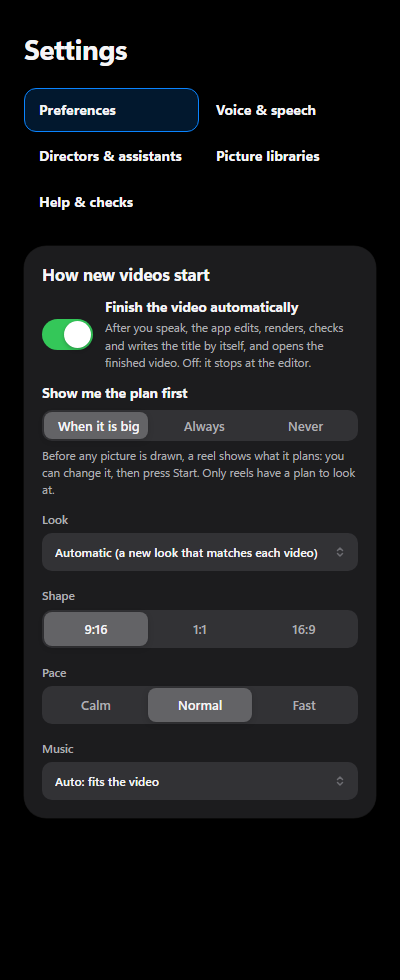 Settings
Preferences
Voice & speech
Directors & assistants
Picture libraries
Help & checks
How new videos start
Finish the video automatically
After you speak, the app edits, renders, checks
and writes the title by itself, and opens the
finished video. Off: it stops at the editor.
Show me the plan first
When it is big
Always
Never
Before any picture is drawn, a reel shows what it plans: you
can change it, then press Start. Only reels have a plan to look
at.
Look
Automatic (a new look that matches each video)
Shape
9:16
1:1
16:9
Pace
Calm
Normal
Fast
Music
Auto: fits the video